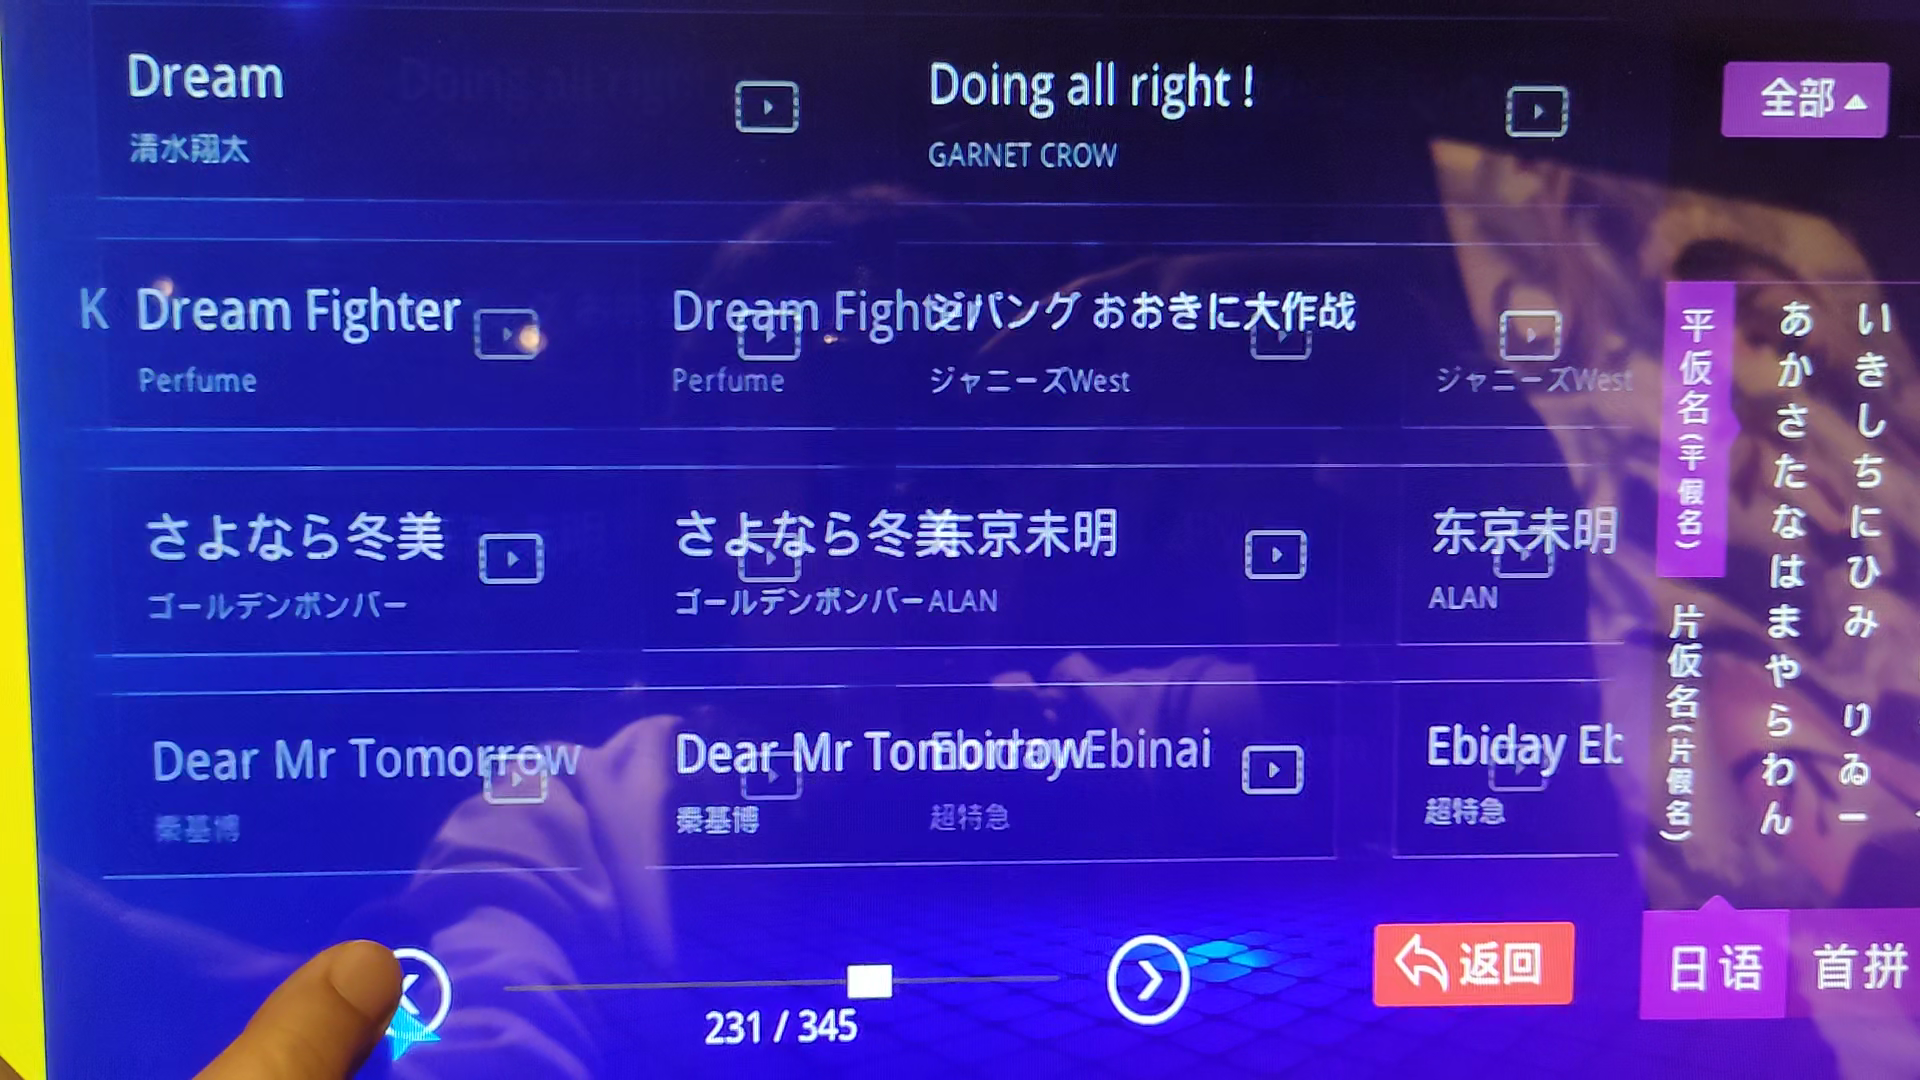 Dream
清水翔太
Doing all right !
GARNET CROW
全部
K
Dream Fighter
Perfume
Dream Fighter
Perfume
ジパング おおきに大作战
ジャニーズWest
ジャニーズWest
さよなら冬美
ゴールデンボンバー
さよなら冬美
ゴールデンボンバー
东京未明
ALAN
东京未明
ALAN
Dear Mr Tomorrow
秦基博
Dear Mr Tomorrow
秦基博
Ebiday Ebinai
超特急
Ebiday Eb
超特急
平仮名(平假名)
片仮名(片假名)
あかさたなはまやらわん
いきしちにひみ りゐー
231 / 345
返回
日语
首拼